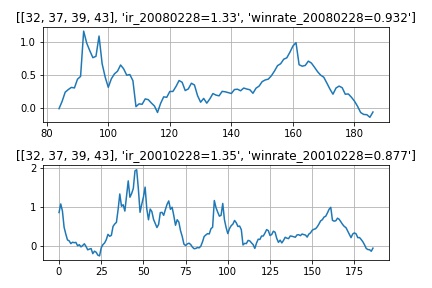 [[32, 37, 39, 43], 'ir_20080228=1.33', 'winrate_20080228=0.932']
1.0
0.5
0.0
80 100 120 140 160 180
[[32, 37, 39, 43], 'ir_20010228=1.35', 'winrate_20010228=0.877']
2
1
0
0 25 50 75 100 125 150 175